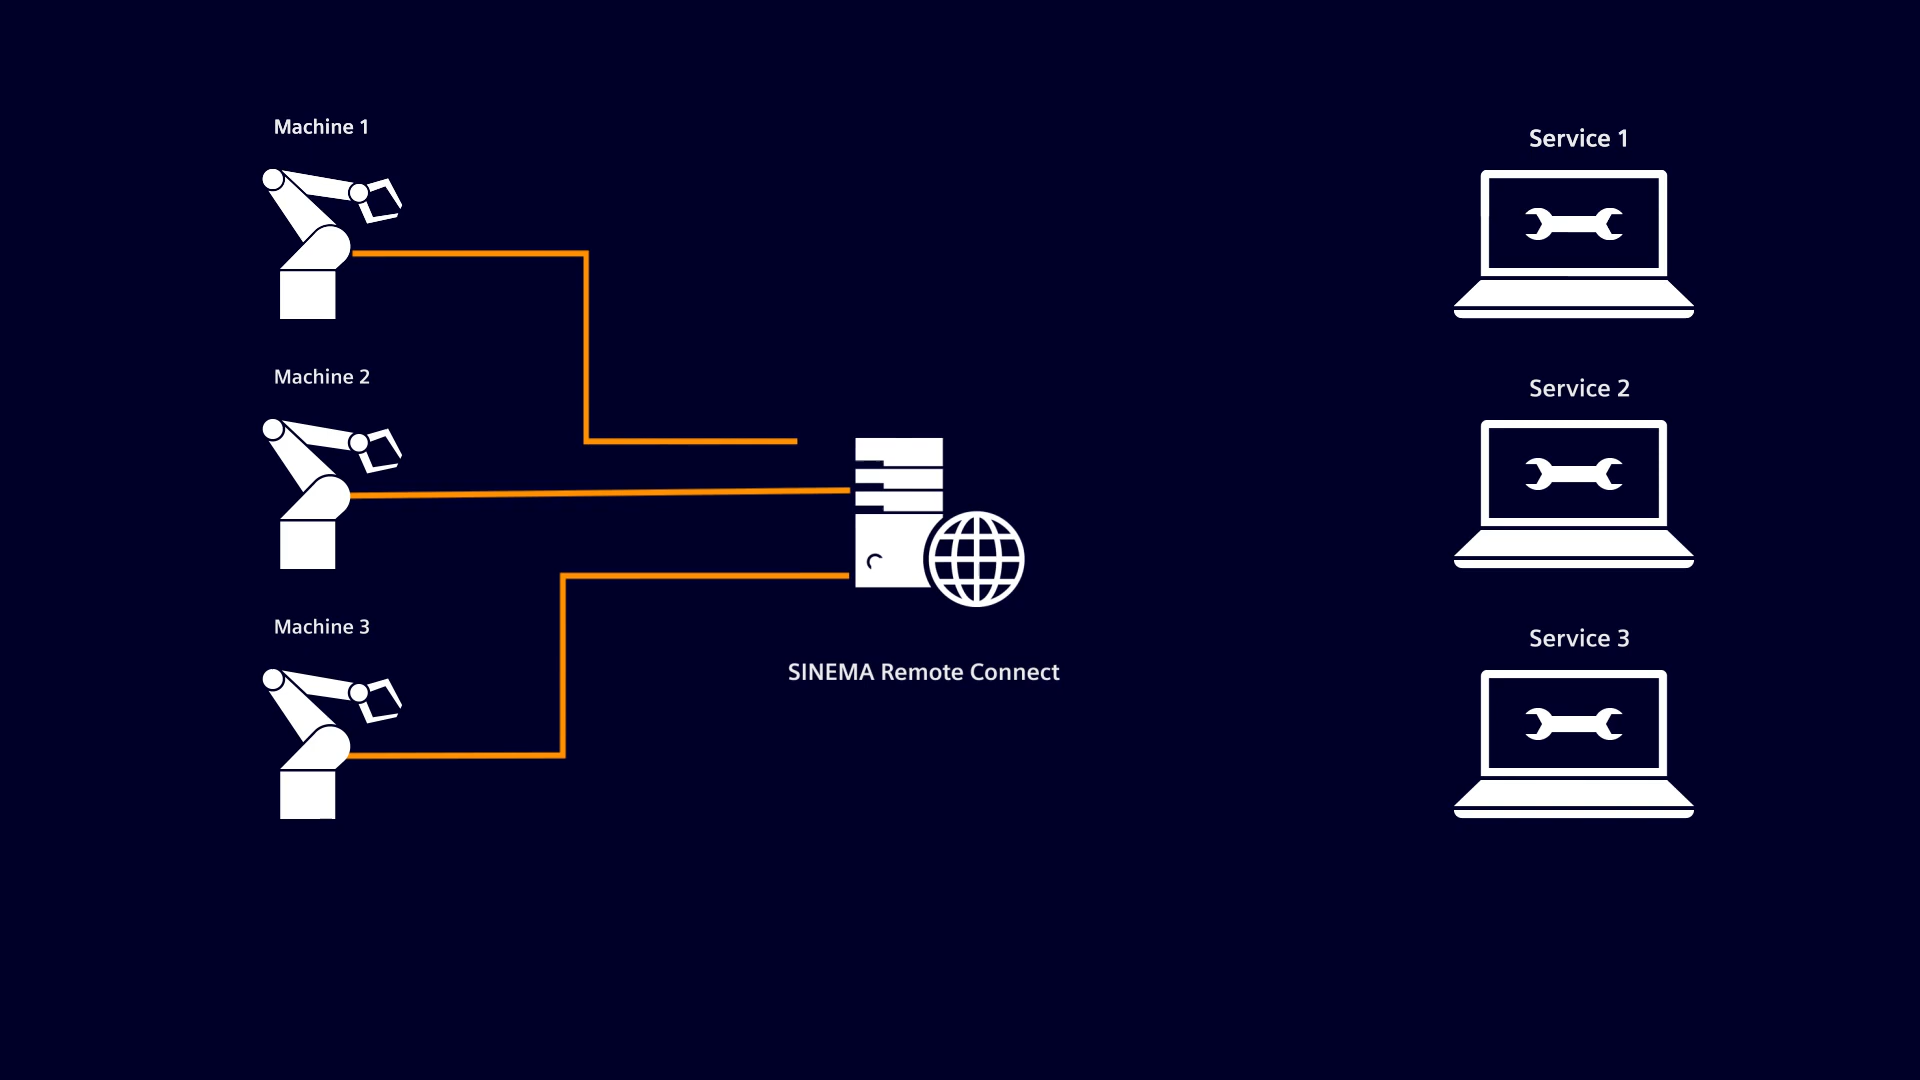 Machine 1
Service 1
Machine 2
Service 2
Machine 3
Service 3
SINEMA Remote Connect